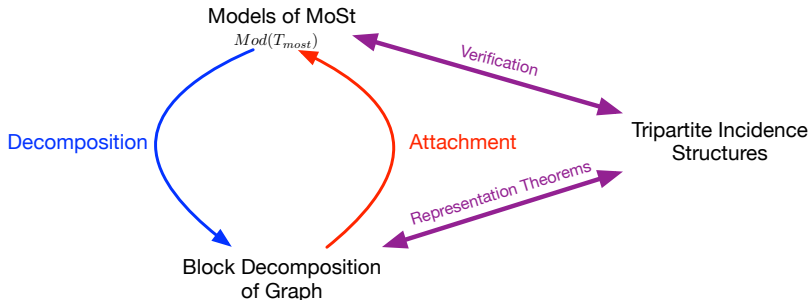 Models of MoSt
Mod(T_most)
Verification
Decomposition
Attachment
Tripartite Incidence
Structures
Representation Theorems
Block Decomposition
of Graph